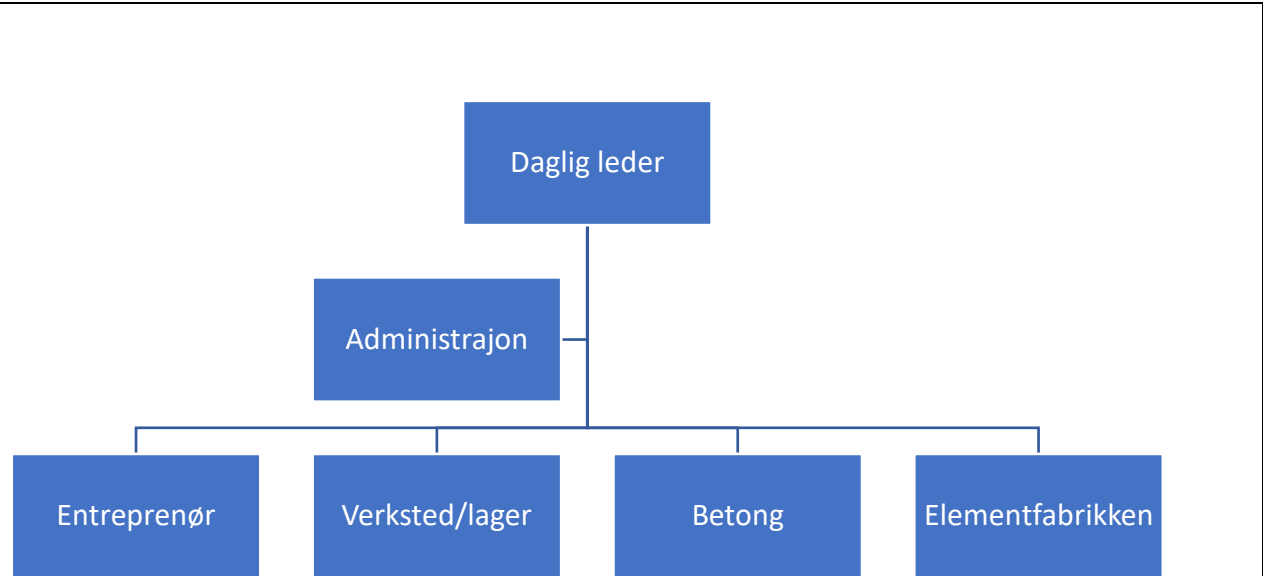 Daglig leder
Administrajon
Entreprenør
Verksted/lager
Betong
Elementfabrikken